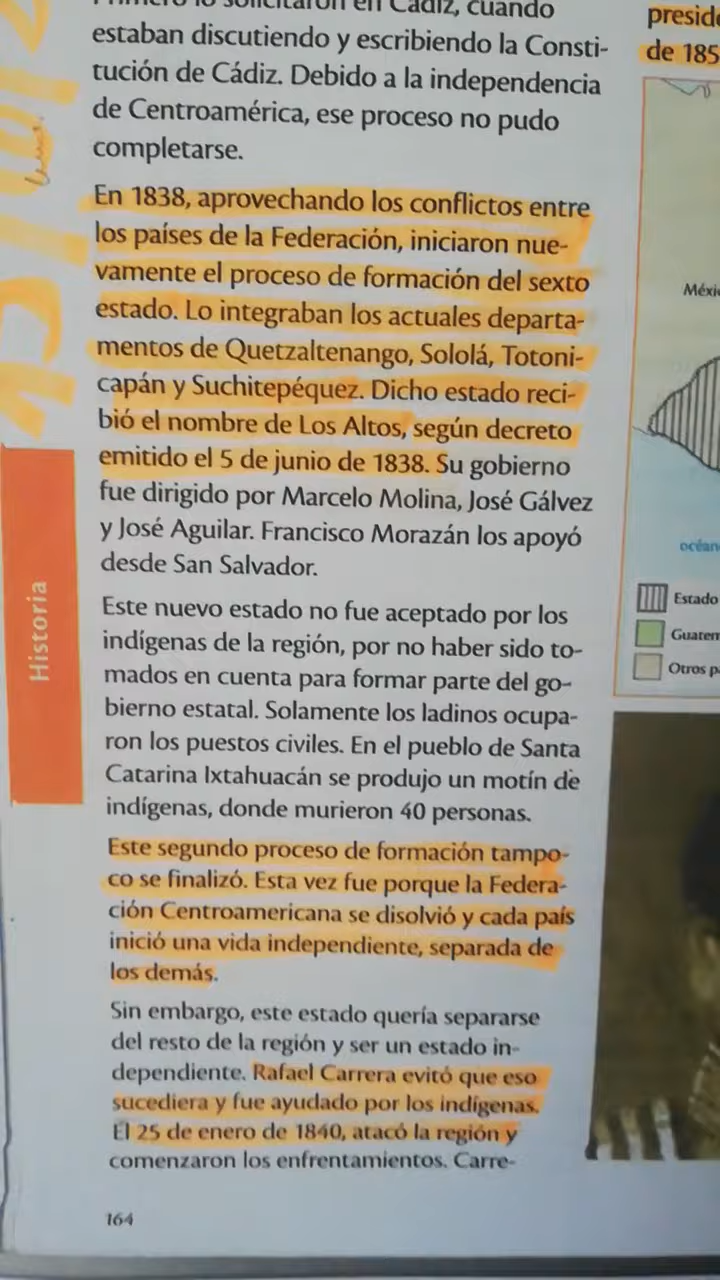 lo solicitaron en Cádiz, cuando
estaban discutiendo y escribiendo la Consti-
tución de Cádiz. Debido a la independencia
de Centroamérica, ese proceso no pudo
completarse.
En 1838, aprovechando los conflictos entre
los países de la Federación, iniciaron nue-
vamente el proceso de formación del sexto
estado. Lo integraban los actuales departa-
mentos de Quetzaltenango, Sololá, Totoni-
capán y Suchitepéquez. Dicho estado reci-
bió el nombre de Los Altos, según decreto
emitido el 5 de junio de 1838. Su gobierno
fue dirigido por Marcelo Molina, José Gálvez
y José Aguilar. Francisco Morazán los apoyó
desde San Salvador.
Este nuevo estado no fue aceptado por los
indígenas de la región, por no haber sido to-
mados en cuenta para formar parte del go-
bierno estatal. Solamente los ladinos ocupa-
ron los puestos civiles. En el pueblo de Santa
Catarina Ixtahuacán se produjo un motín de
indígenas, donde murieron 40 personas.
Este segundo proceso de formación tampo-
co se finalizó. Esta vez fue porque la Federa-
ción Centroamericana se disolvió y cada país
inició una vida independiente, separada de
los demás.
Sin embargo, este estado quería separarse
del resto de la región y ser un estado in-
dependiente. Rafael Carrera evitó que eso
sucediera y fue ayudado por los indígenas.
El 25 de enero de 1840, atacó la región y
comenzaron los enfrentamientos. Carre-
164
Historia
de 185
Estado
Otros